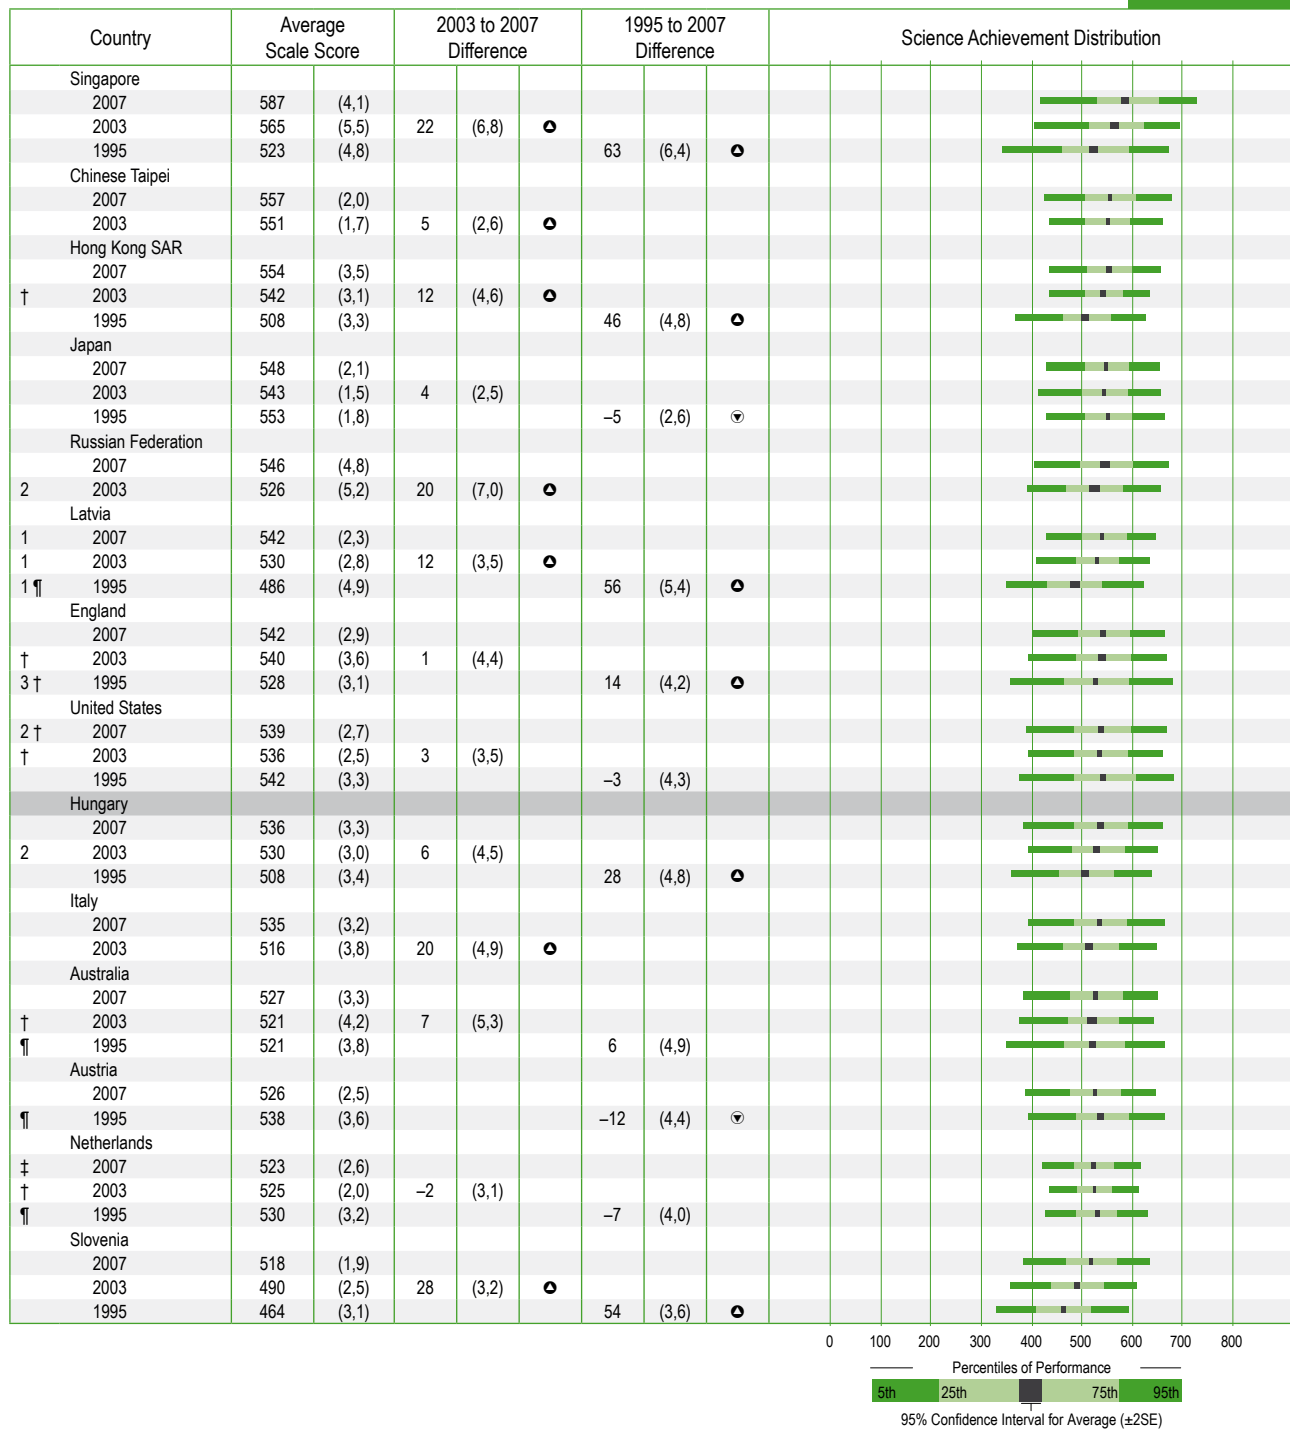 Country Average Scale Score 2003 to 2007 Difference 1995 to 2007 Difference Science Achievement Distribution
Singapore
2007 587 (4,1)
2003 565 (5,5) 22 (6,8)
1995 523 (4,8) 63 (6,4)
Chinese Taipei
2007 557 (2,0)
2003 551 (1,7) 5 (2,6)
Hong Kong SAR
2007 554 (3,5)
† 2003 542 (3,1) 12 (4,6)
1995 508 (3,3) 46 (4,8)
Japan
2007 548 (2,1)
2003 543 (1,5) 4 (2,5)
1995 553 (1,8) –5 (2,6)
Russian Federation
2007 546 (4,8)
2 2003 526 (5,2) 20 (7,0)
Latvia
1 2007 542 (2,3)
1 2003 530 (2,8) 12 (3,5)
1 ¶ 1995 486 (4,9) 56 (5,4)
England
2007 542 (2,9)
† 2003 540 (3,6) 1 (4,4)
3 † 1995 528 (3,1) 14 (4,2)
United States
2 † 2007 539 (2,7)
† 2003 536 (2,5) 3 (3,5)
1995 542 (3,3) –3 (4,3)
Hungary
2007 536 (3,3)
2 2003 530 (3,0) 6 (4,5)
1995 508 (3,4) 28 (4,8)
Italy
2007 535 (3,2)
2003 516 (3,8) 20 (4,9)
Australia
2007 527 (3,3)
† 2003 521 (4,2) 7 (5,3)
¶ 1995 521 (3,8) 6 (4,9)
Austria
2007 526 (2,5)
¶ 1995 538 (3,6) –12 (4,4)
Netherlands
‡ 2007 523 (2,6)
† 2003 525 (2,0) –2 (3,1)
¶ 1995 530 (3,2) –7 (4,0)
Slovenia
2007 518 (1,9)
2003 490 (2,5) 28 (3,2)
1995 464 (3,1) 54 (3,6)
0 100 200 300 400 500 600 700 800
Percentiles of Performance
5th 25th 75th 95th
95% Confidence Interval for Average (±2SE)